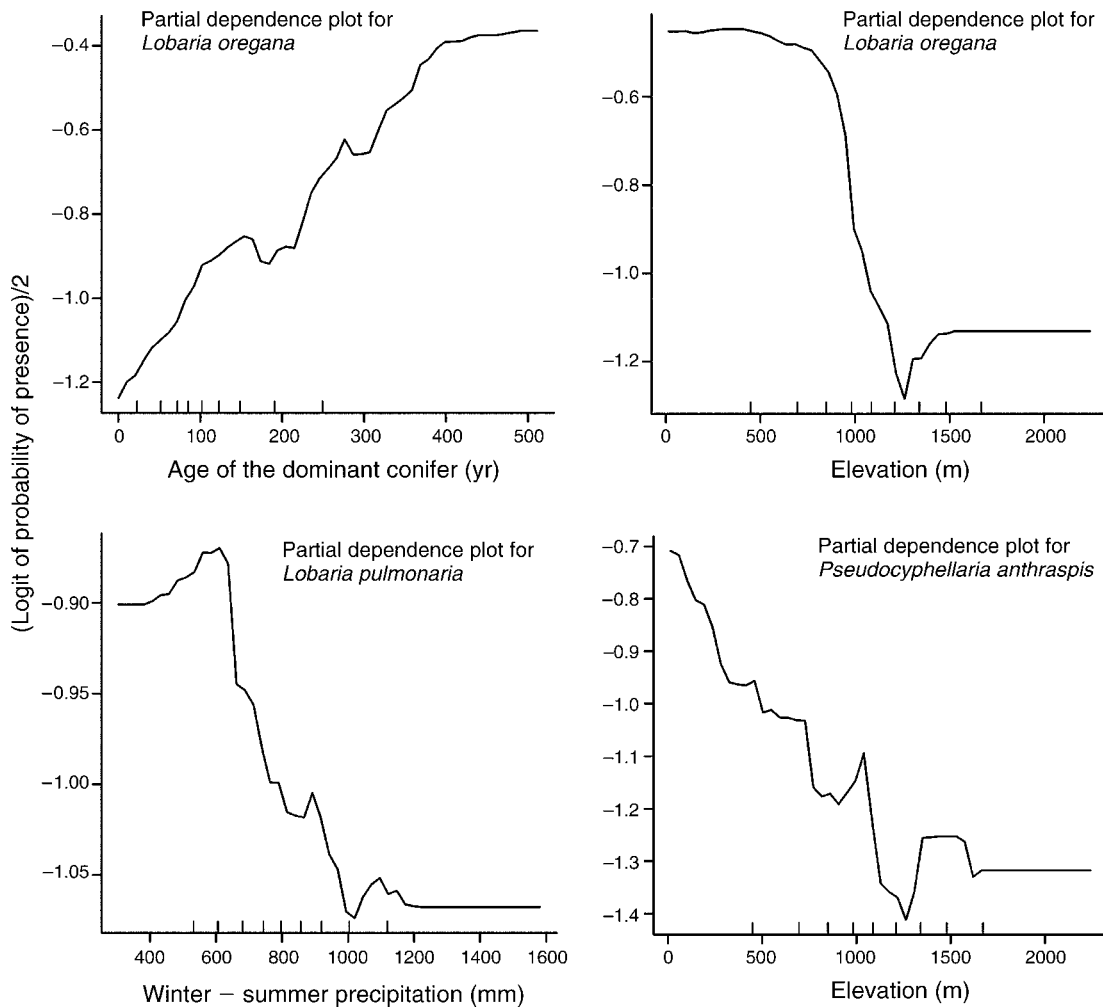 Partial dependence plot for
Lobaria oregana
−0.4
−0.6
−0.8
−1.0
−1.2
0 100 200 300 400 500
Age of the dominant conifer (yr)
Partial dependence plot for
Lobaria oregana
−0.6
−0.8
−1.0
−1.2
0 500 1000 1500 2000
Elevation (m)
(Logit of probability of presence)/2
Partial dependence plot for
Lobaria pulmonaria
−0.90
−0.95
−1.00
−1.05
400 600 800 1000 1200 1400 1600
Winter − summer precipitation (mm)
Partial dependence plot for
Pseudocyphellaria anthraspis
−0.7
−0.8
−0.9
−1.0
−1.1
−1.2
−1.3
−1.4
0 500 1000 1500 2000
Elevation (m)